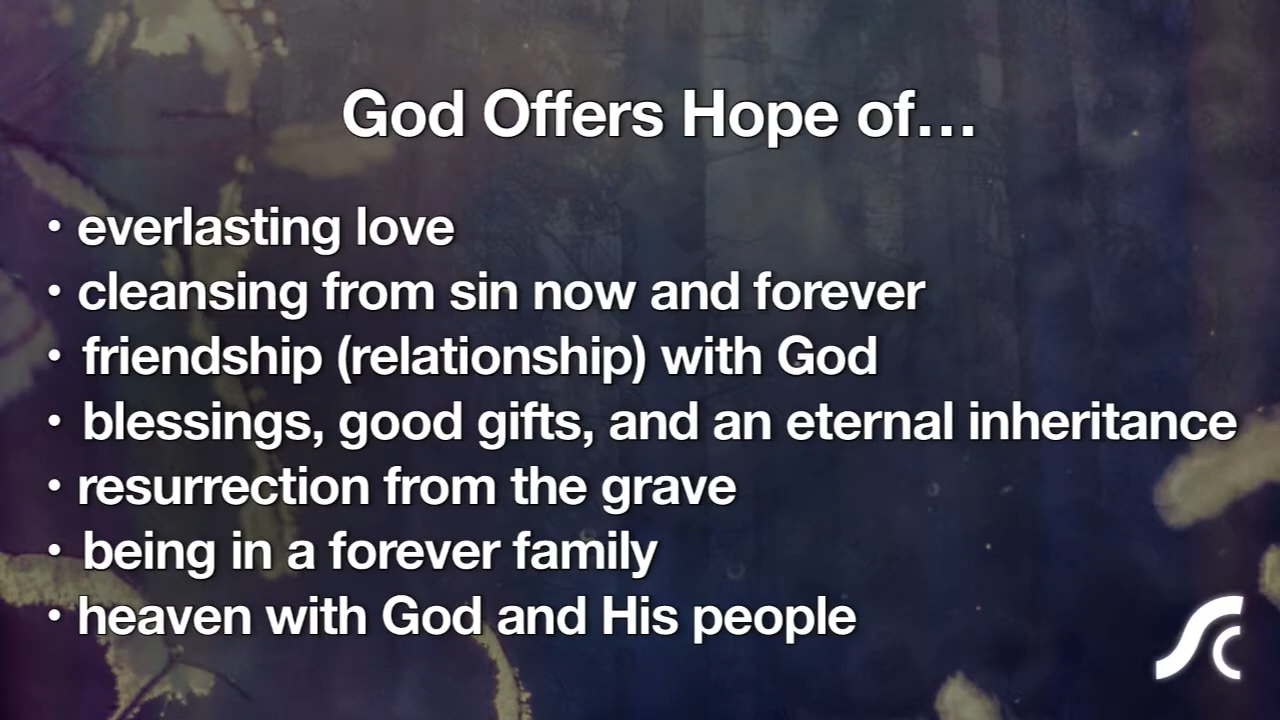 God Offers Hope of…
• everlasting love
• cleansing from sin now and forever
• friendship (relationship) with God
• blessings, good gifts, and an eternal inheritance
• resurrection from the grave
• being in a forever family
• heaven with God and His people
SC